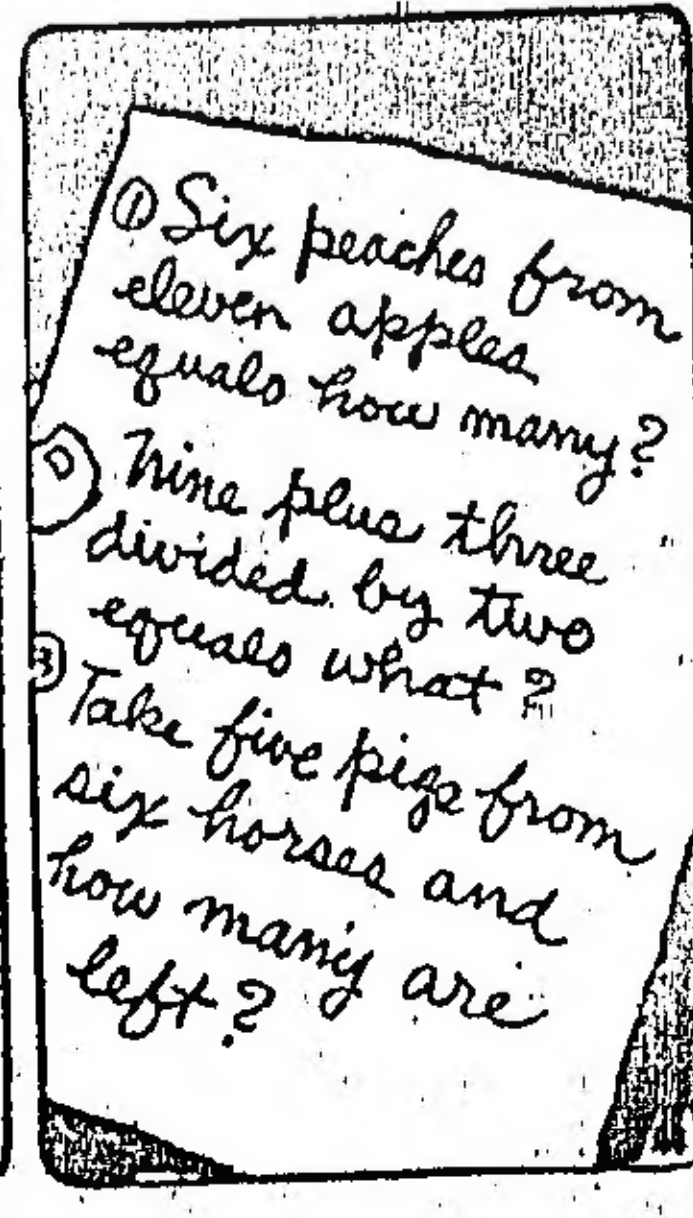 ① Six peaches from
eleven apples
equals how many?
Nine plus three
divided by two
equals what?
③ Take five pigs from
six horses and
how many are
left?